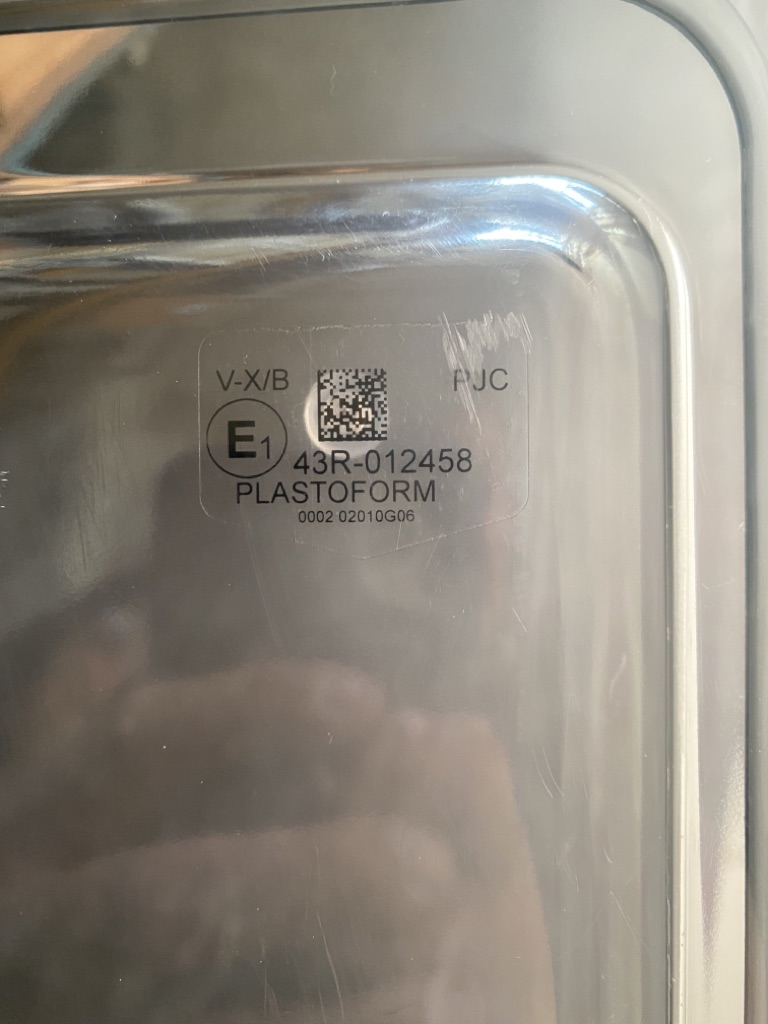 V-X/B PJC
E1
43R-012458
PLASTOFORM
0002 02010G06